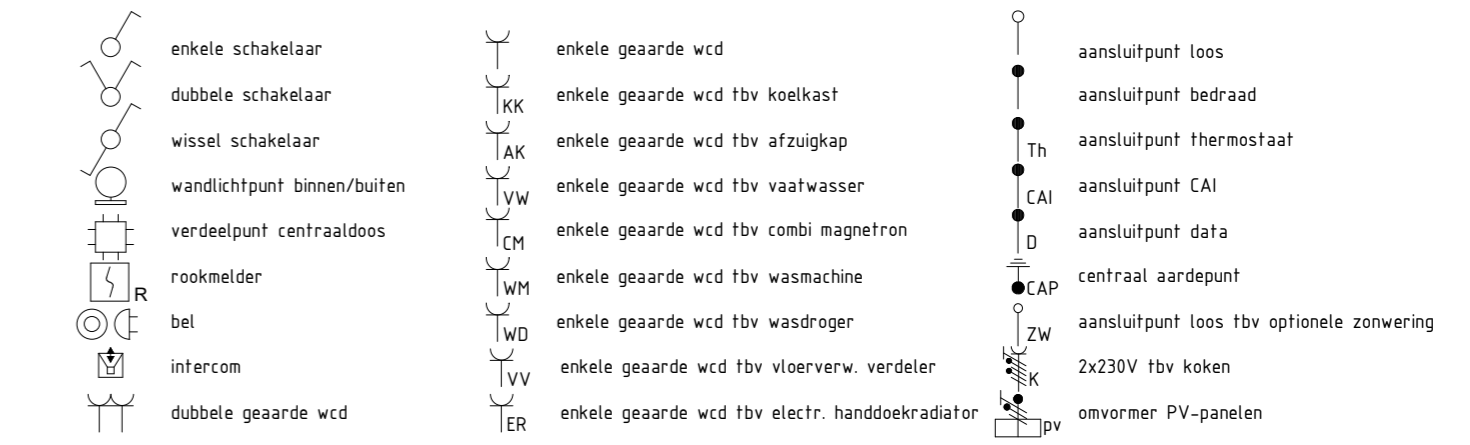 enkele schakelaar
dubbele schakelaar
wissel schakelaar
wandlichtpunt binnen/buiten
verdeelpunt centraaldoos
R rookmelder
bel
intercom
dubbele geaarde wcd
enkele geaarde wcd
KK enkele geaarde wcd tbv koelkast
AK enkele geaarde wcd tbv afzuigkap
VW enkele geaarde wcd tbv vaatwasser
CM enkele geaarde wcd tbv combi magnetron
WM enkele geaarde wcd tbv wasmachine
WD enkele geaarde wcd tbv wasdroger
VV enkele geaarde wcd tbv vloerverw. verdeler
ER enkele geaarde wcd tbv electr. handdoekradiator
aansluitpunt loos
aansluitpunt bedraad
Th aansluitpunt thermostaat
CAI aansluitpunt CAI
D aansluitpunt data
CAP centraal aardepunt
ZW aansluitpunt loos tbv optionele zonwering
K 2x230V tbv koken
pv omvormer PV-panelen